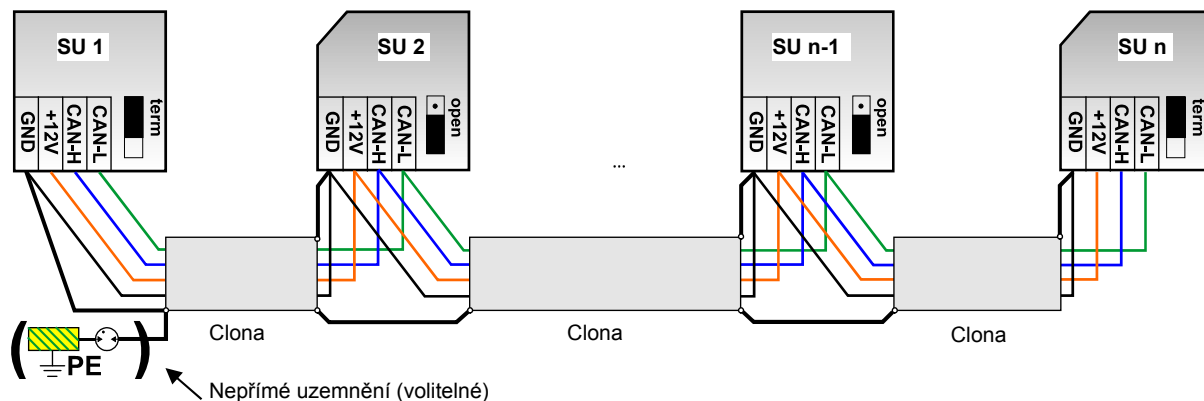 SU 1
SU 2
SU n-1
SU n
GND
+12V
CAN-H
CAN-L
term
GND
+12V
CAN-H
CAN-L
open
...
GND
+12V
CAN-H
CAN-L
open
GND
+12V
CAN-H
CAN-L
term
Clona
Clona
Clona
( PE )
Nepřímé uzemnění (volitelné)